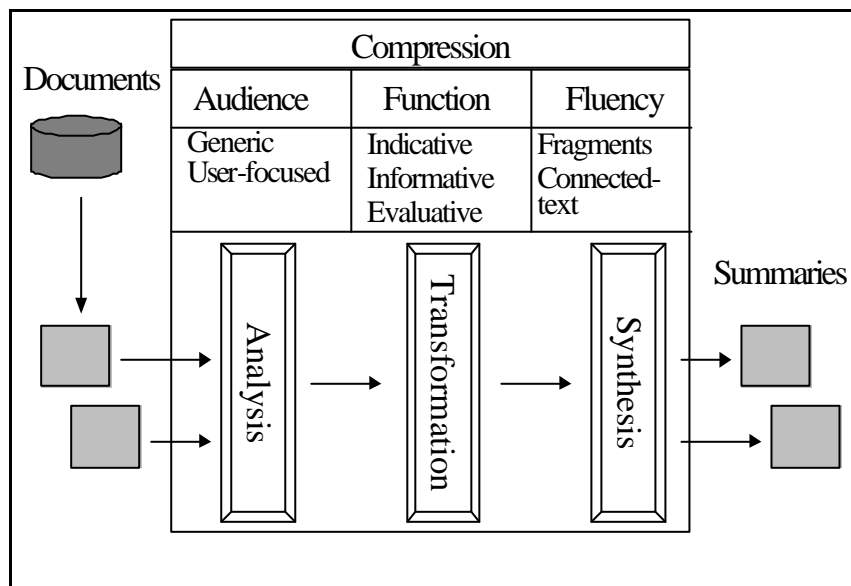 Compression
Documents
Audience
Function
Fluency
Generic
User-focused
Indicative
Informative
Evaluative
Fragments
Connected-
text
Analysis
Transformation
Synthesis
Summaries